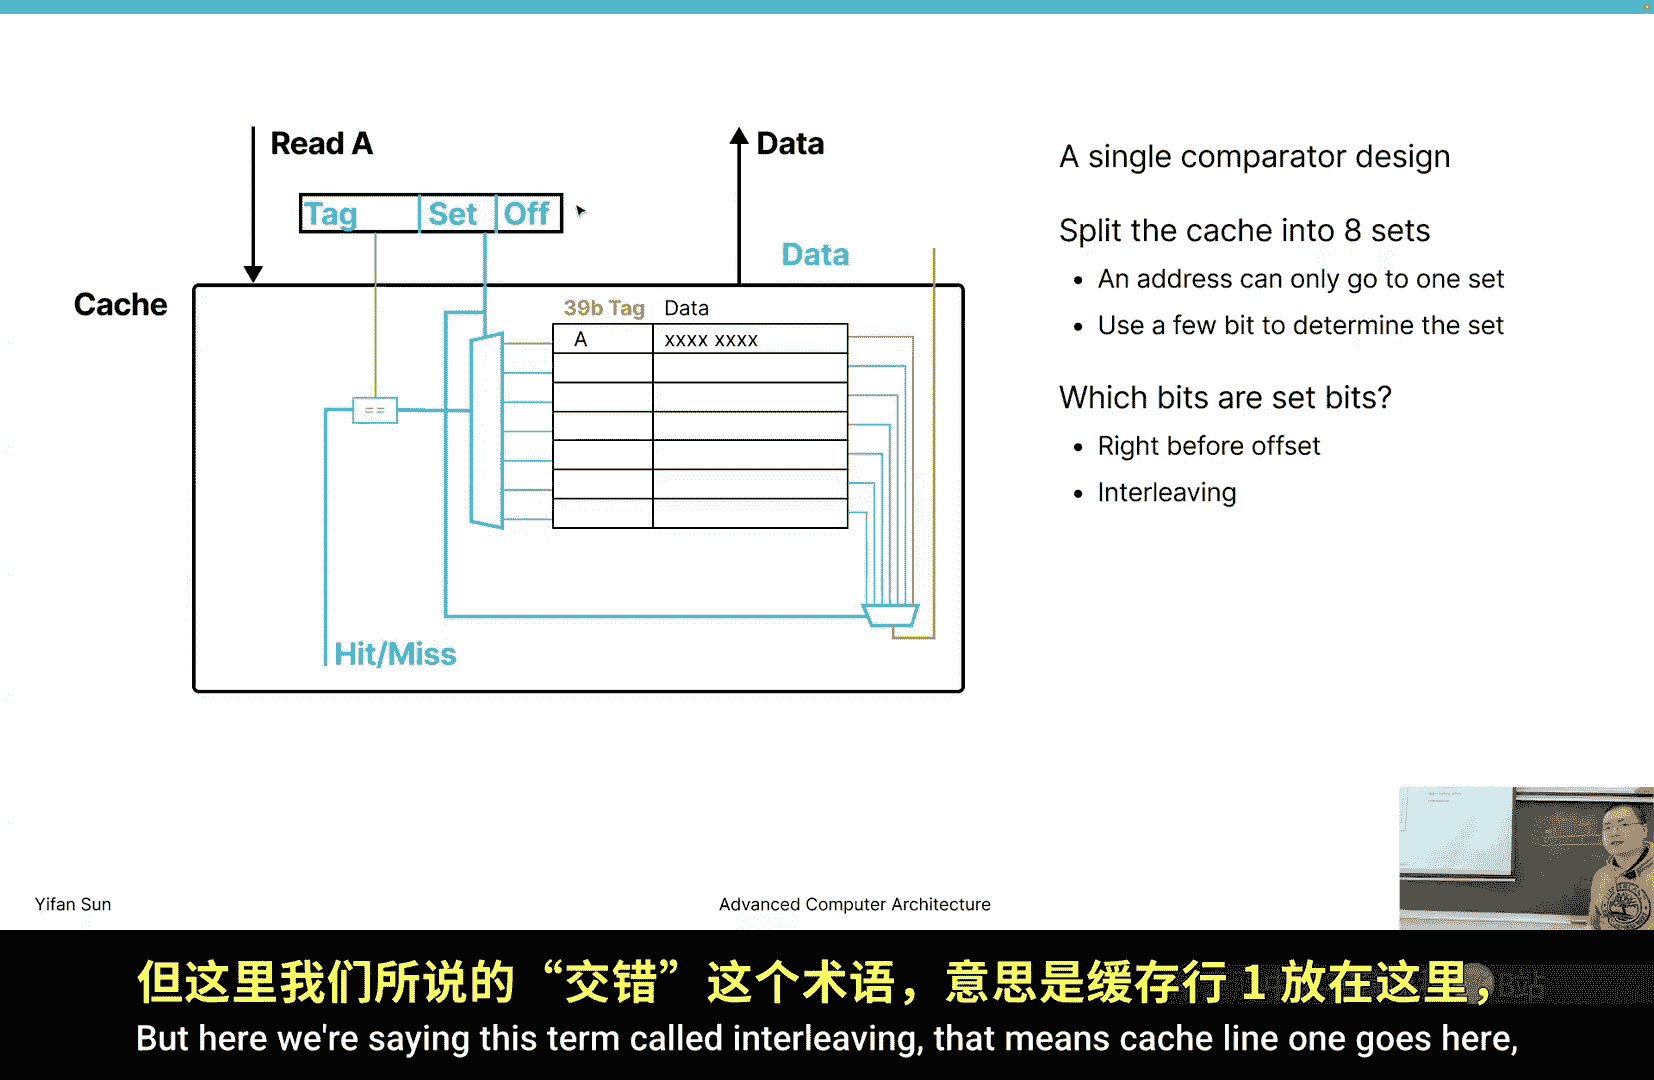 Read A
Data
A single comparator design
Tag
Set
Off
Split the cache into 8 sets
Data
An address can only go to one set
Cache
39b Tag
Data
Use a few bit to determine the set
A
xxxx xxxx
Which bits are set bits?
==
Right before offset
Interleaving
Hit/Miss
Yifan Sun
Advanced Computer Architecture
但这里我们所说的“交错”这个术语，意思是缓存行 1 放在这里，
But here we're saying this term called interleaving, that means cache line one goes here,